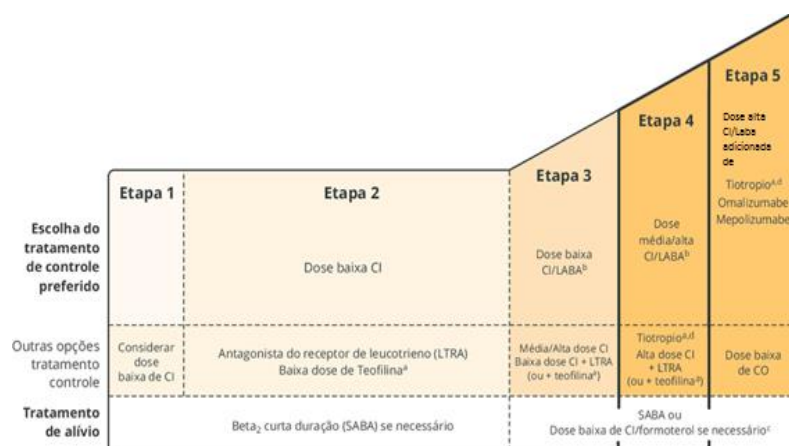 Etapa 5
Dose alta
CI/Laba
adicionada
de
Tiotropioᵃ·ᵈ
Omalizumabe
Mepolizumabe
Etapa 4
Dose
média/alta
CI/LABAᵇ
Etapa 3
Dose baixa
CI/LABAᵇ
Etapa 1
Etapa 2
Dose baixa CI
Escolha do
tratamento
de controle
preferido
Outras opções
tratamento
controle
Considerar
dose
baixa de CI
Antagonista do receptor de leucotrieno (LTRA)
Baixa dose de Teofilinaᵃ
Média/Alta dose CI
Baixa dose CI + LTRA
(ou + teofilinaᵃ)
Tiotropioᵃ·ᵈ
Alta dose CI
+ LTRA
(ou + teofilinaᵃ)
Dose baixa
de CO
Tratamento
de alívio
Beta₂ curta duração (SABA) se necessário
SABA ou
Dose baixa de CI/formoterol se necessárioᶜ